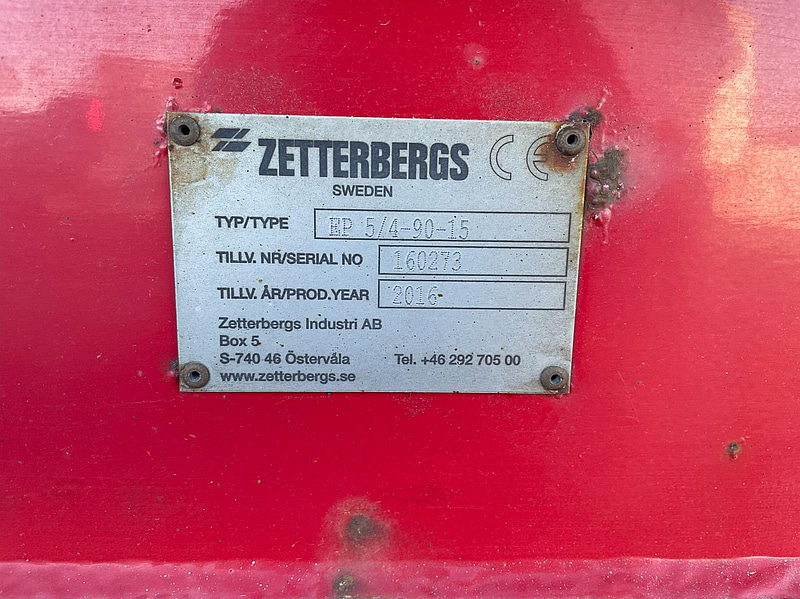 ZETTERBERGS CE
SWEDEN
TYP/TYPE EP 5/4-90-15
TILLV. NR/SERIAL NO 160273
TILLV. ÅR/PROD.YEAR 2016
Zetterbergs Industri AB
Box 5
S-740 46 Östervåla Tel. +46 292 705 00
www.zetterbergs.se